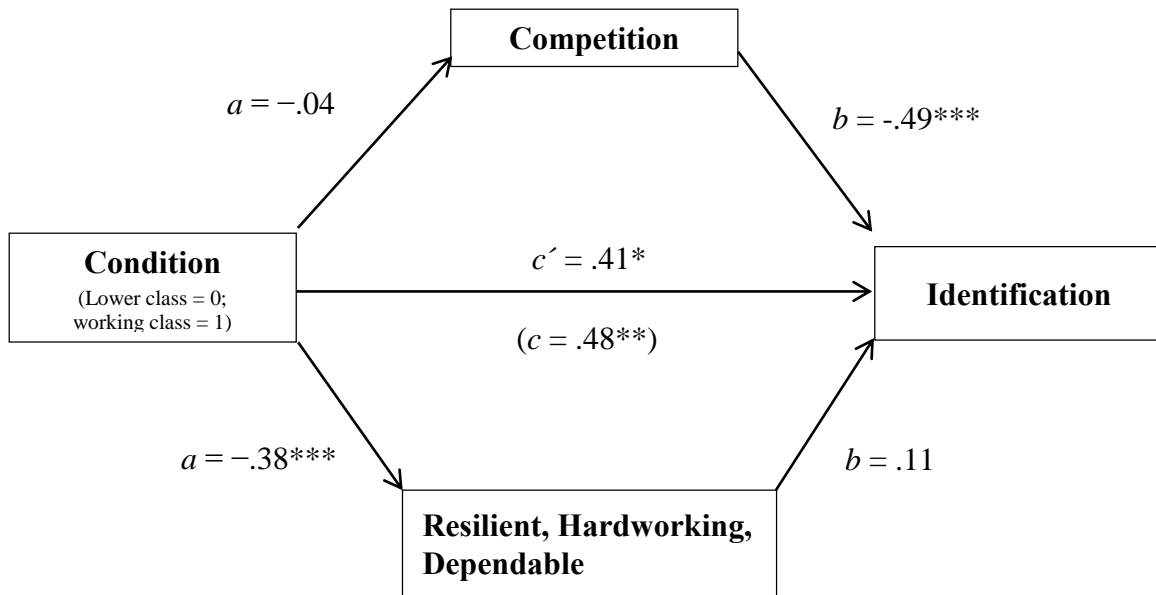 Competition
a = −.04
b = -.49***
Condition
(Lower class = 0;
working class = 1)
c´ = .41*
(c = .48**)
Identification
a = −.38***
b = .11
Resilient, Hardworking,
Dependable